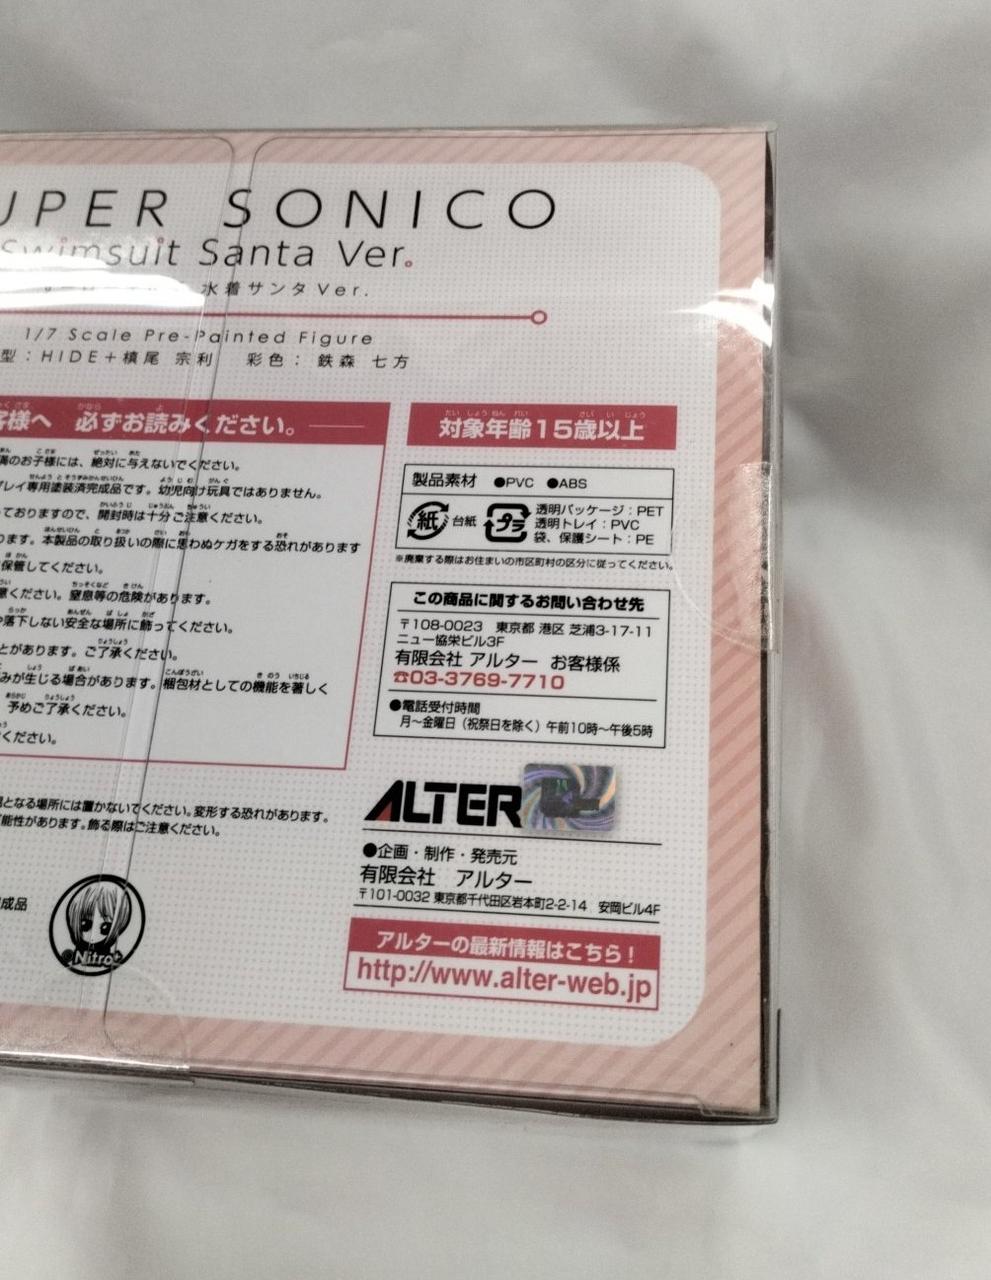 UPER SONICO
Swimsuit Santa Ver.
水着サンタVer.
1/7 Scale Pre-Painted Figure
型：HIDE＋槙尾 宗利　彩色：鉄森 七方
客様へ　必ずお読みください。
満のお子様には、絶対に与えないでください。
プレイ専用塗装済完成品です。幼児向け玩具ではありません。
っておりますので、開封時は十分ご注意ください。
ります。本製品の取り扱いの際に思わぬケガをする恐れがあります
保管してください。
意ください。窒息等の危険があります。
や落下しない安全な場所に飾ってください。
とがあります。ご了承ください。
みが生じる場合があります。梱包材としての機能を著しく
予めご了承ください。
ください。
対象年齢15歳以上
製品素材　●PVC　●ABS
紙 台紙
プラ
透明パッケージ：PET
透明トレイ：PVC
袋、保護シート：PE
※廃棄する際はお住まいの市区町村の区分に従ってください。
この商品に関するお問い合わせ先
〒108-0023　東京都 港区 芝浦3-17-11
ニュー協栄ビル3F
有限会社 アルター　お客様係
☎03-3769-7710
●電話受付時間
月〜金曜日（祝祭日を除く）午前10時〜午後5時
となる場所には置かないでください。変形する恐れがあります。
能性があります。飾る際はご注意ください。
成品
Nitro+
ALTER
●企画・制作・発売元
有限会社　アルター
〒101-0032 東京都千代田区岩本町2-2-14　安岡ビル4F
アルターの最新情報はこちら！
http://www.alter-web.jp